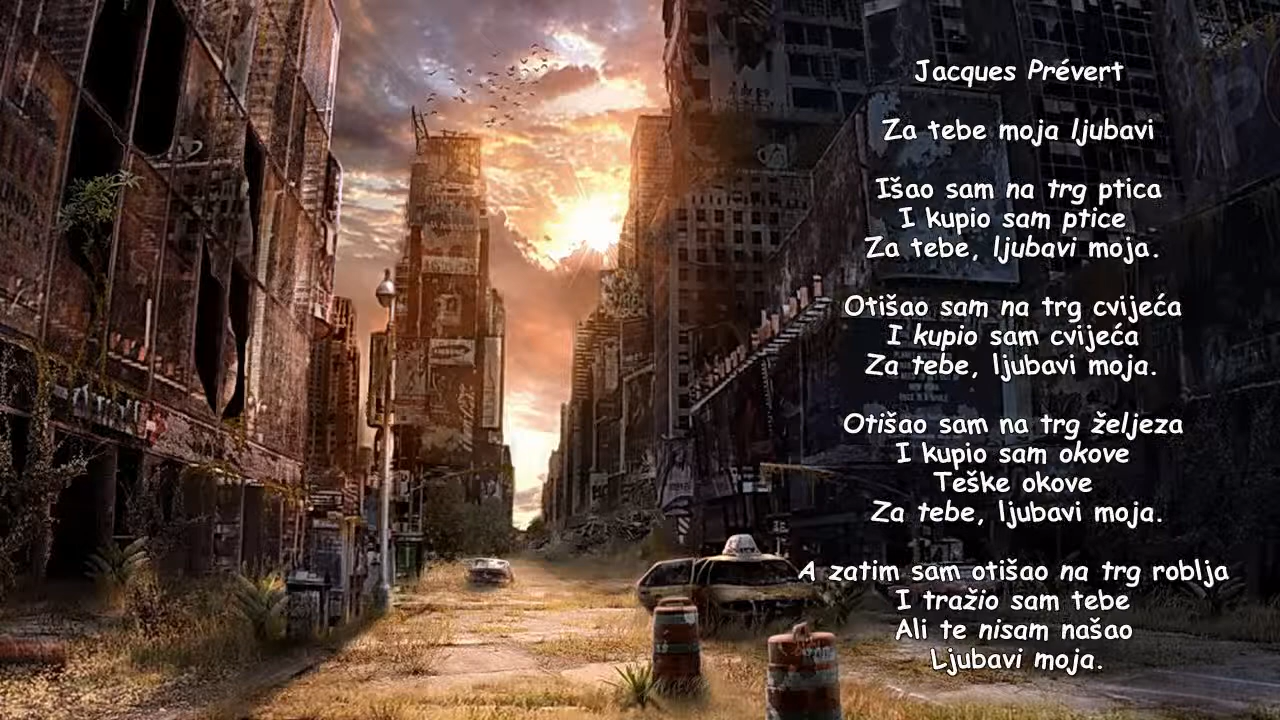 Jacques Prévert
Za tebe moja ljubavi
Išao sam na trg ptica
I kupio sam ptice
Za tebe, ljubavi moja.
Otišao sam na trg cvijeća
I kupio sam cvijeća
Za tebe, ljubavi moja.
Otišao sam na trg željeza
I kupio sam okove
Teške okove
Za tebe, ljubavi moja.
A zatim sam otišao na trg roblja
I tražio sam tebe
Ali te nisam našao
Ljubavi moja.